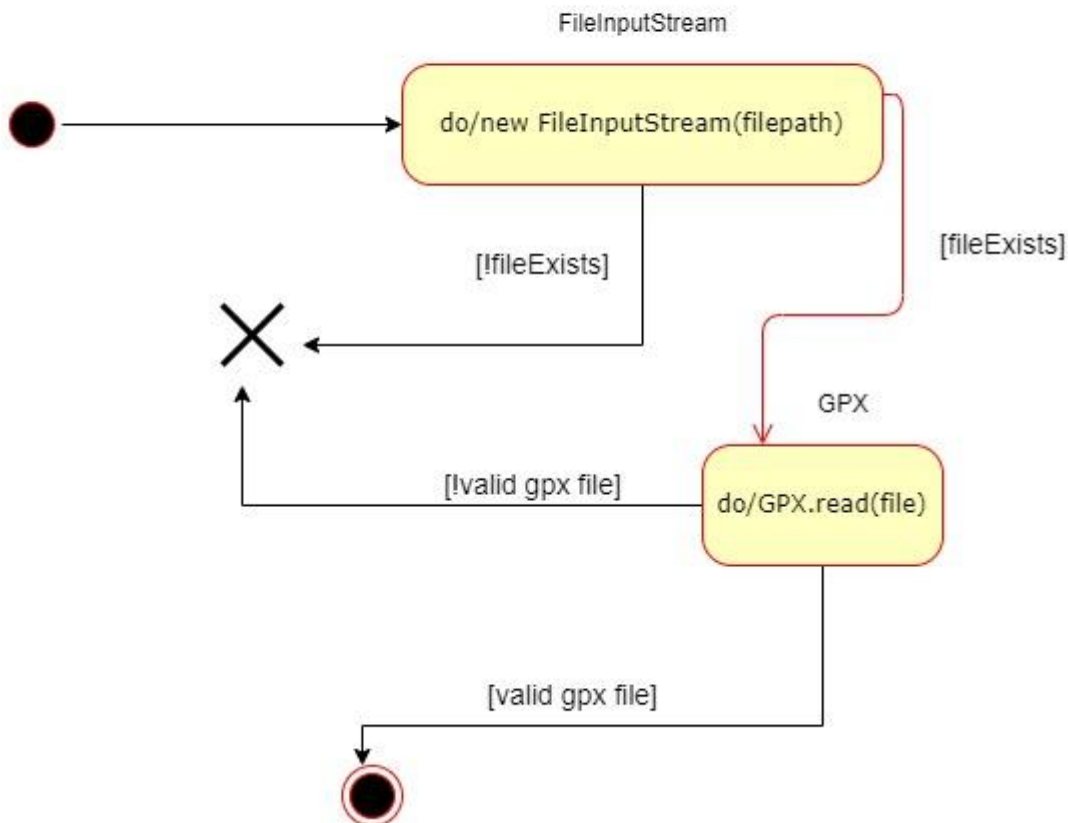 FileInputStream
do/new FileInputStream(filepath)
[fileExists]
[!fileExists]
GPX
[!valid gpx file]
do/GPX.read(file)
[valid gpx file]